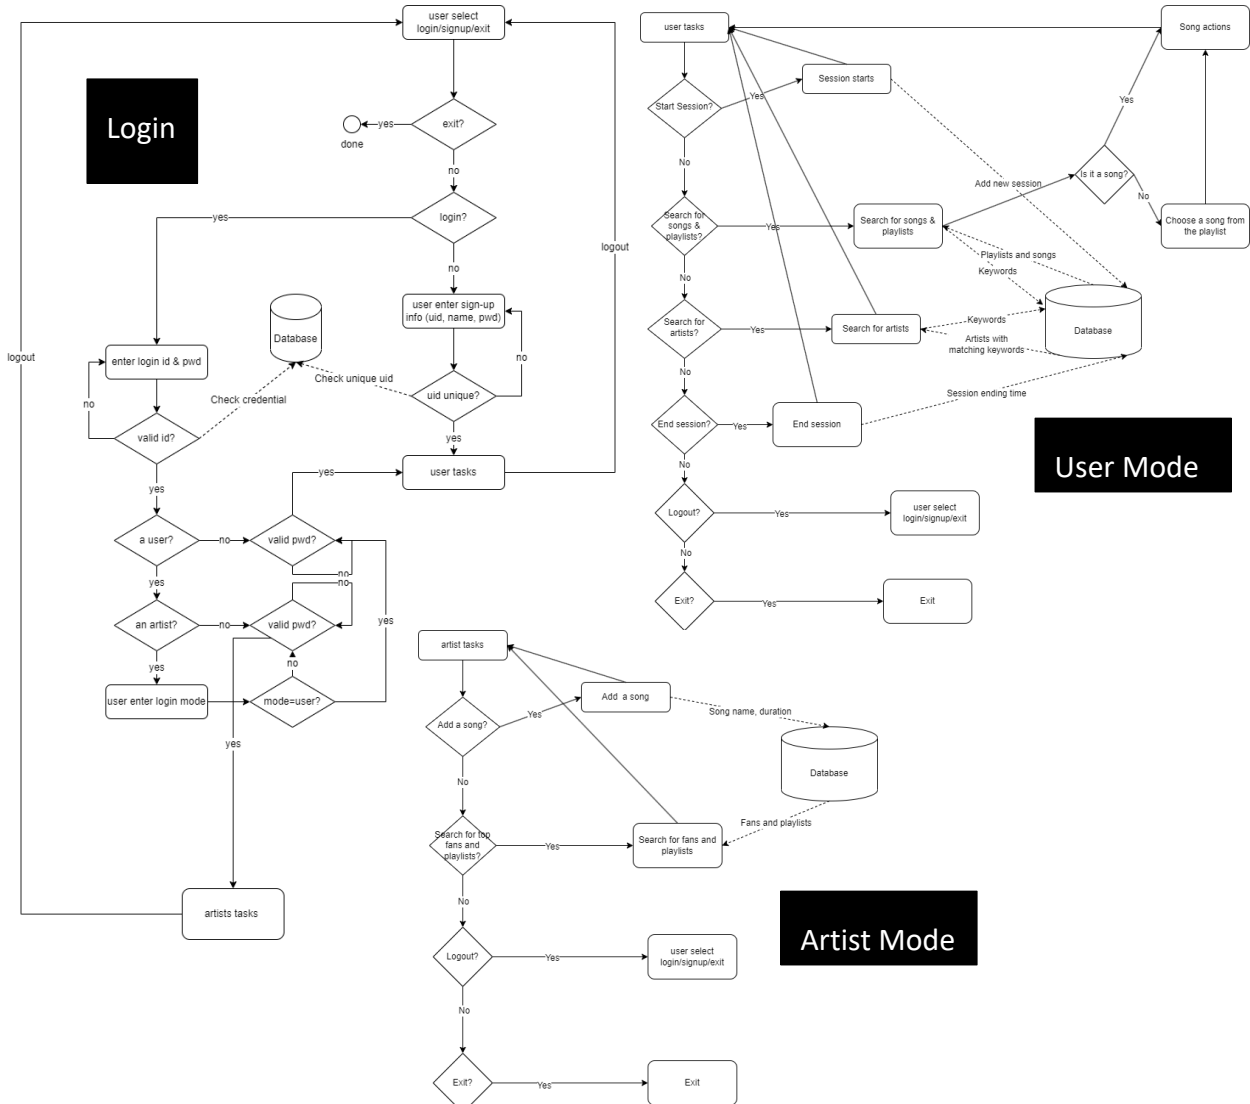 user select
login/signup/exit
Login
exit?
yes
done
no
login?
yes
no
user enter sign-up
info (uid, name, pwd)
no
uid unique?
yes
Database
Check unique uid
Check credential
logout
logout
enter login id & pwd
no
valid id?
yes
user tasks
yes
a user?
no
valid pwd?
no
yes
no
an artist?
no
valid pwd?
yes
yes
no
user enter login mode
mode=user?
yes
artists tasks
user tasks
Song actions
Session starts
Yes
Start Session?
Yes
No
Is it a song?
Add new session
No
Search for
songs &
playlists?
Yes
Search for songs &
playlists
Choose a song from
the playlist
Playlists and songs
Keywords
No
Search for
artists?
Yes
Search for artists
Keywords
Artists with
matching keywords
Database
No
End session?
Yes
End session
Session ending time
User Mode
No
Logout?
Yes
user select
login/signup/exit
No
Exit?
Yes
Exit
artist tasks
Add a song
Yes
Add a song?
Song name, duration
Database
No
Search for top
fans and
playlists?
Yes
Search for fans and
playlists
Fans and playlists
No
Artist Mode
Logout?
Yes
user select
login/signup/exit
No
Exit?
Yes
Exit